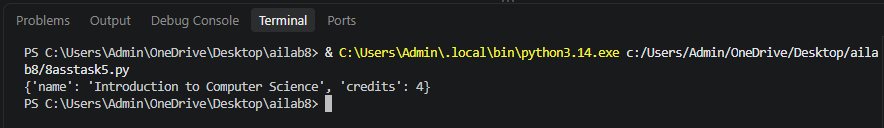 Problems Output Debug Console Terminal Ports
PS C:\Users\Admin\OneDrive\Desktop\ailab8> & C:\Users\Admin\.local\bin\python3.14.exe c:/Users/Admin/OneDrive/Desktop/aila
b8/8asstask5.py
{'name': 'Introduction to Computer Science', 'credits': 4}
PS C:\Users\Admin\OneDrive\Desktop\ailab8>